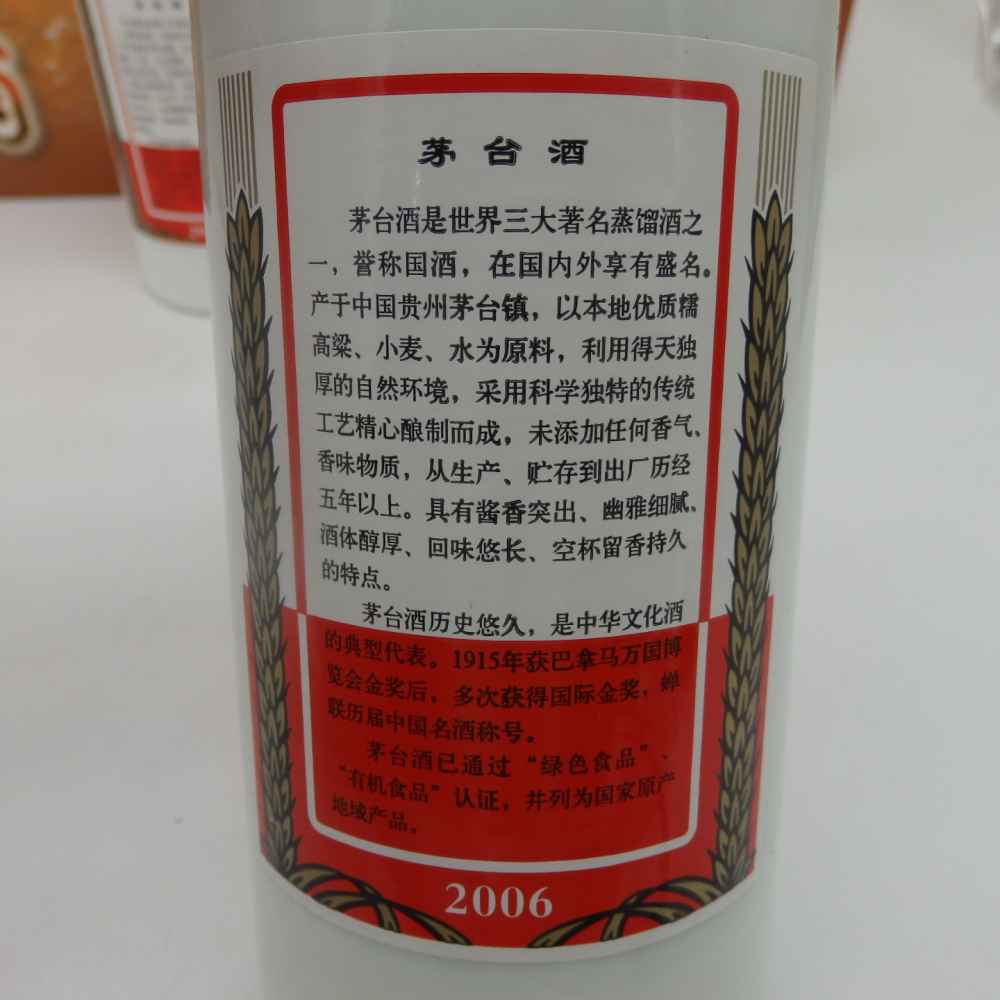 茅台酒
茅台酒是世界三大著名蒸馏酒之
一，誉称国酒，在国内外享有盛名。
产于中国贵州茅台镇，以本地优质糯
高粱、小麦、水为原料，利用得天独
厚的自然环境，采用科学独特的传统
工艺精心酿制而成，未添加任何香气、
香味物质，从生产、贮存到出厂历经
五年以上。具有酱香突出、幽雅细腻、
酒体醇厚、回味悠长、空杯留香持久
的特点。
茅台酒历史悠久，是中华文化酒
的典型代表。1915年获巴拿马万国博
览会金奖后，多次获得国际金奖，蝉
联历届中国名酒称号。
茅台酒已通过“绿色食品”、
“有机食品”认证，并列为国家原产
地域产品。
2006